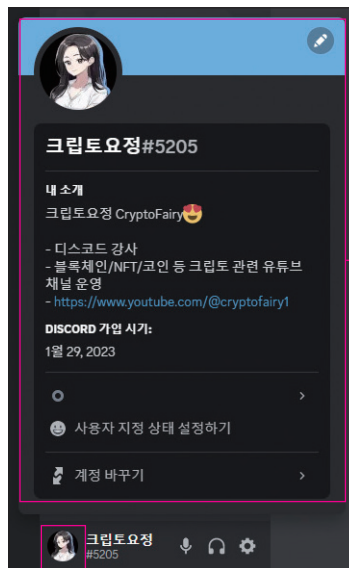 크립토요정#5205
내 소개
크립토요정 CryptoFairy😍
- 디스코드 강사
- 블록체인/NFT/코인 등 크립토 관련 유튜브
채널 운영
- https://www.youtube.com/@cryptofairy1
DISCORD 가입 시기:
1월 29, 2023
사용자 지정 상태 설정하기
계정 바꾸기
크립토요정
#5205